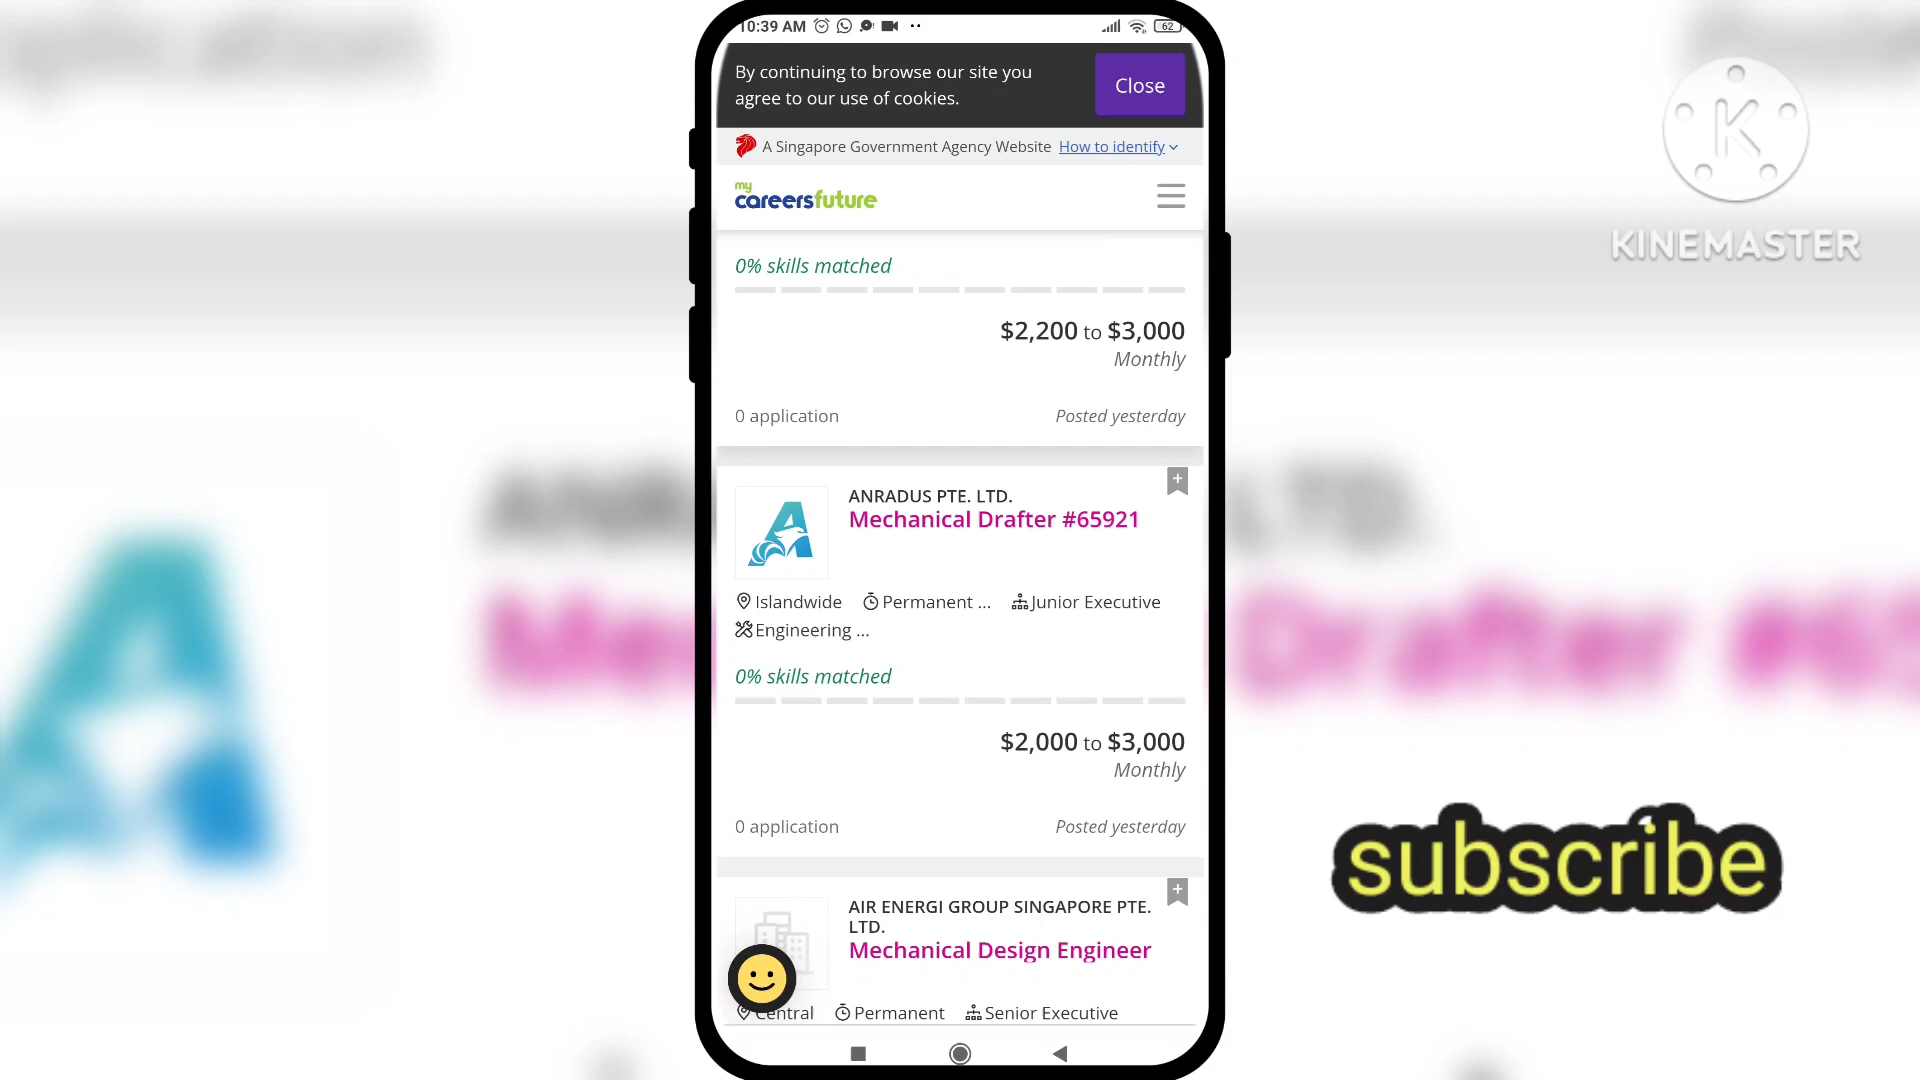 10:39 AM
62
By continuing to browse our site you
agree to our use of cookies.
Close
A Singapore Government Agency Website How to identify
my
careersfuture
0% skills matched
$2,200 to $3,000
Monthly
0 application
Posted yesterday
ANRADUS PTE. LTD.
Mechanical Drafter #65921
Islandwide
Permanent ...
Junior Executive
Engineering ...
0% skills matched
$2,000 to $3,000
Monthly
0 application
Posted yesterday
AIR ENERGI GROUP SINGAPORE PTE.
LTD.
Mechanical Design Engineer
Central
Permanent
Senior Executive
K
KINEMASTER
subscribe